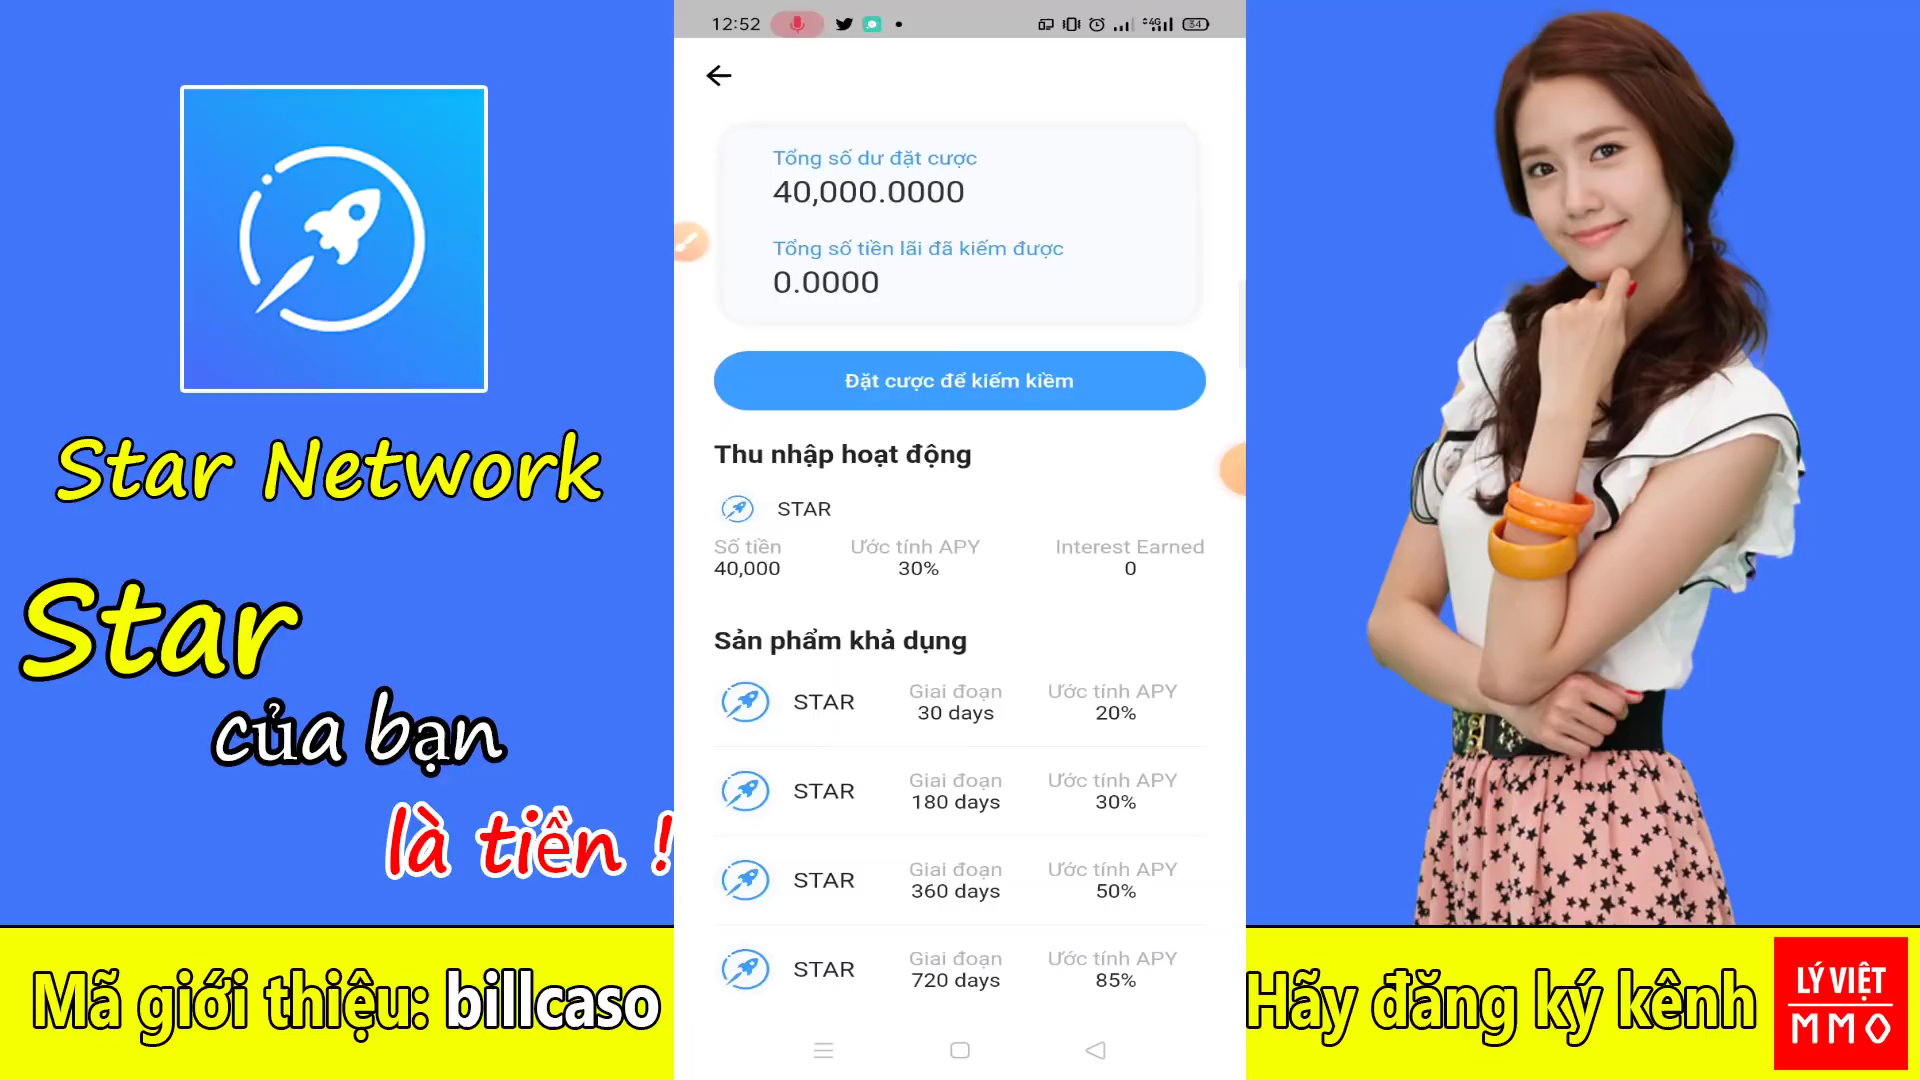 Star Network
Star
của bạn
là tiền !
Mã giới thiệu: billcaso
12:52
4G
34
Tổng số dư đặt cược
40,000.0000
Tổng số tiền lãi đã kiếm được
0.0000
Đặt cược để kiếm kiềm
Thu nhập hoạt động
STAR
Số tiền Ước tính APY Interest Earned
40,000 30% 0
Sản phẩm khả dụng
STAR Giai đoạn Ước tính APY
30 days 20%
STAR Giai đoạn Ước tính APY
180 days 30%
STAR Giai đoạn Ước tính APY
360 days 50%
STAR Giai đoạn Ước tính APY
720 days 85%
Hãy đăng ký kênh
LÝ VIỆT
MMO